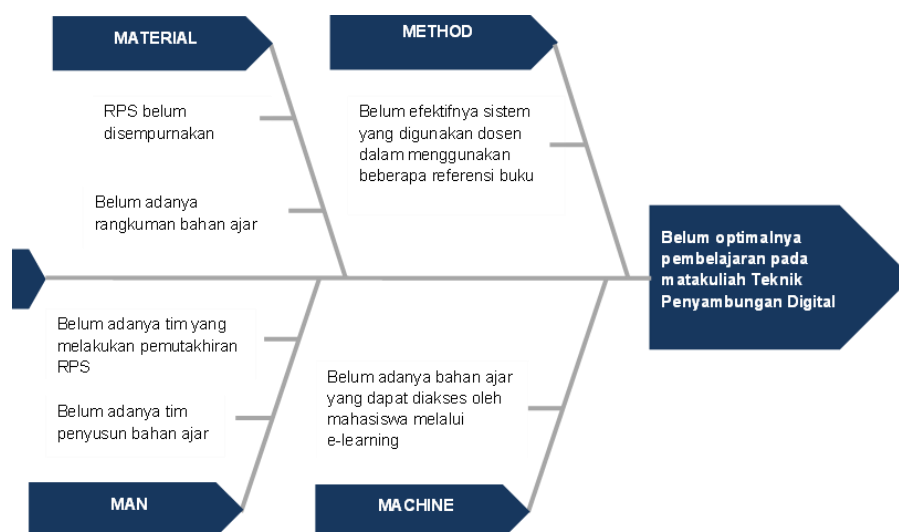 MATERIAL
METHOD
RPS belum
disempurnakan
Belum adanya
rangkuman bahan ajar
Belum efektifnya sistem
yang digunakan dosen
dalam menggunakan
beberapa referensi buku
Belum optimalnya
pembelajaran pada
matakuliah Teknik
Penyambungan Digital
Belum adanya tim yang
melakukan pemutakhiran
RPS
Belum adanya tim
penyusun bahan ajar
Belum adanya bahan ajar
yang dapat diakses oleh
mahasiswa melalui
e-learning
MAN
MACHINE